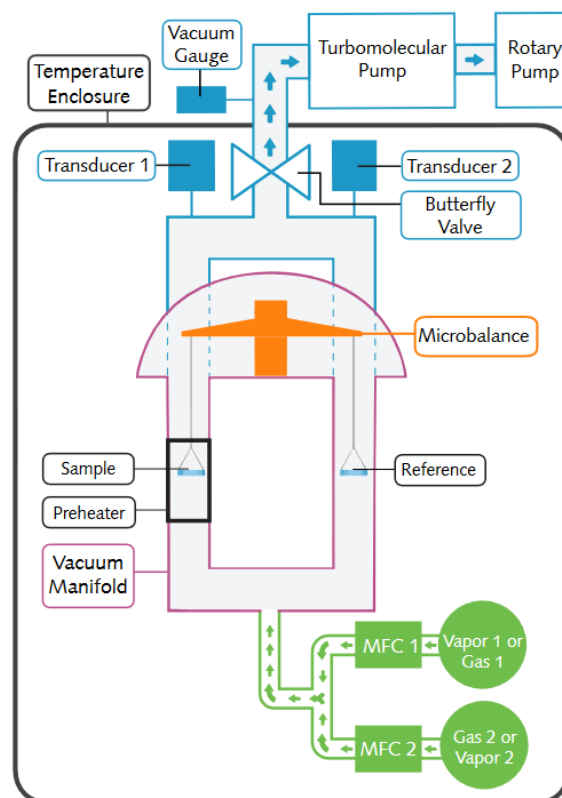 Vacuum
Gauge
Turbomolecular
Pump
Rotary
Pump
Temperature
Enclosure
Transducer 1
Transducer 2
Butterfly
Valve
Microbalance
Sample
Reference
Preheater
Vacuum
Manifold
MFC 1
Vapor 1 or
Gas 1
MFC 2
Gas 2 or
Vapor 2